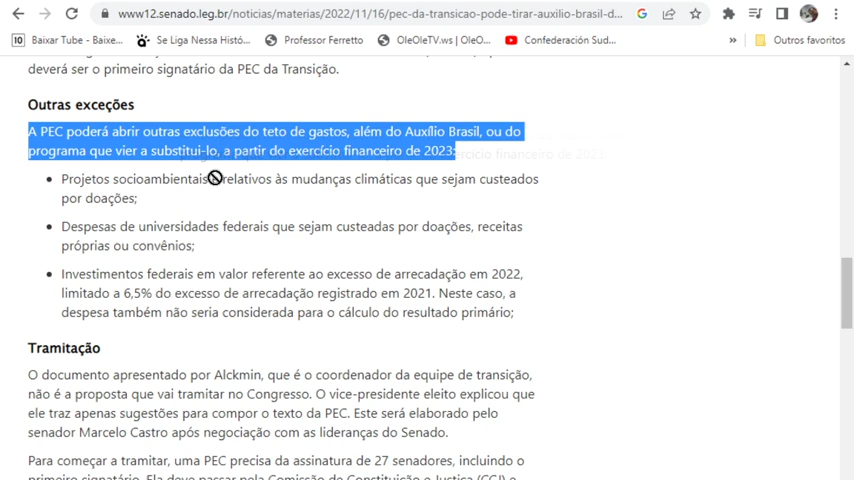 www12.senado.leg.br/noticias/materias/2022/11/16/pec-da-transicao-pode-tirar-auxilio-brasil-d...
Baixar Tube - Baixe... Se Liga Nessa Histó... Professor Ferretto OleOleTV.ws | OleO... Confederación Sud... » Outros favoritos
deverá ser o primeiro signatário da PEC da Transição.
Outras exceções
A PEC poderá abrir outras exclusões do teto de gastos, além do Auxílio Brasil, ou do
programa que vier a substitui-lo, a partir do exercício financeiro de 2023:
Projetos socioambientais relativos às mudanças climáticas que sejam custeados
por doações;
Despesas de universidades federais que sejam custeadas por doações, receitas
próprias ou convênios;
Investimentos federais em valor referente ao excesso de arrecadação em 2022,
limitado a 6,5% do excesso de arrecadação registrado em 2021. Neste caso, a
despesa também não seria considerada para o cálculo do resultado primário;
Tramitação
O documento apresentado por Alckmin, que é o coordenador da equipe de transição,
não é a proposta que vai tramitar no Congresso. O vice-presidente eleito explicou que
ele traz apenas sugestões para compor o texto da PEC. Este será elaborado pelo
senador Marcelo Castro após negociação com as lideranças do Senado.
Para começar a tramitar, uma PEC precisa da assinatura de 27 senadores, incluindo o
primeiro signatário. Ela deve passar pela Comissão de Constituição e Justiça (CCJ) e